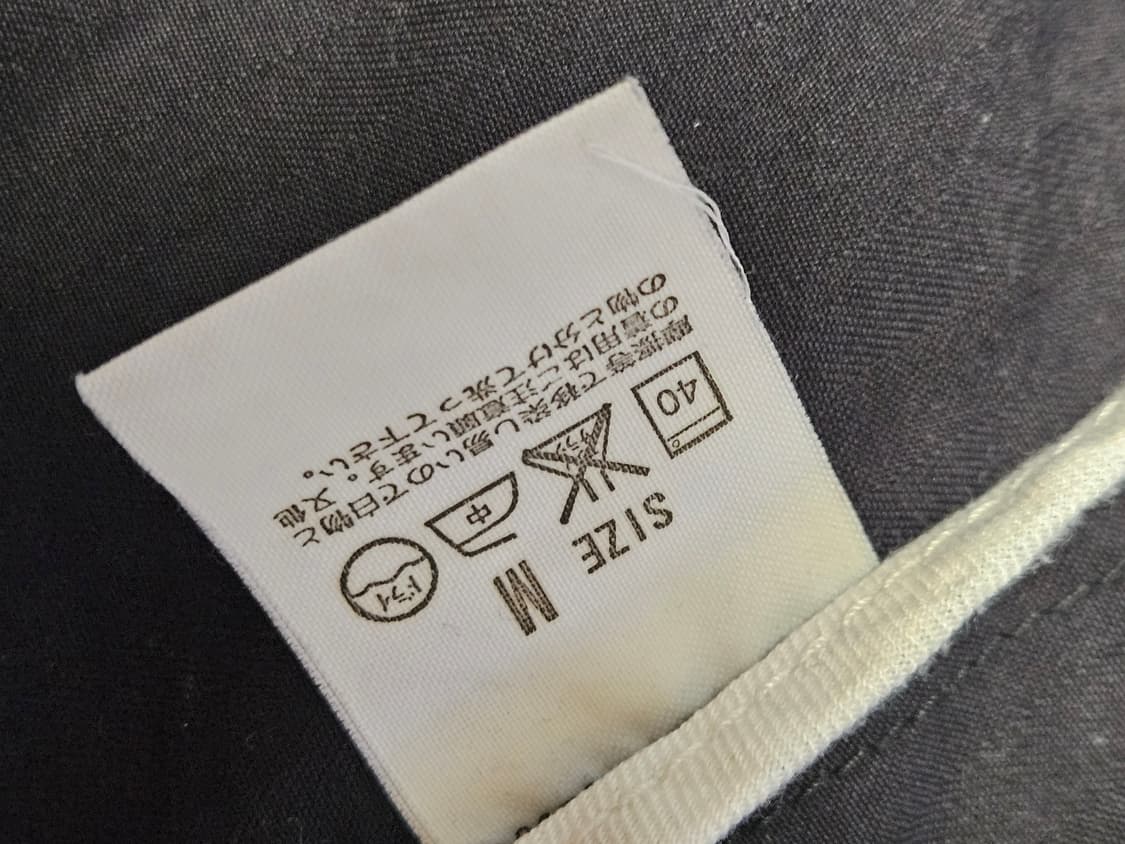 SIZE M
40 中 ドライ
摩擦等で移染し易いので白物と
の着用はご注意願います。又他
の物と分けて洗って下さい。